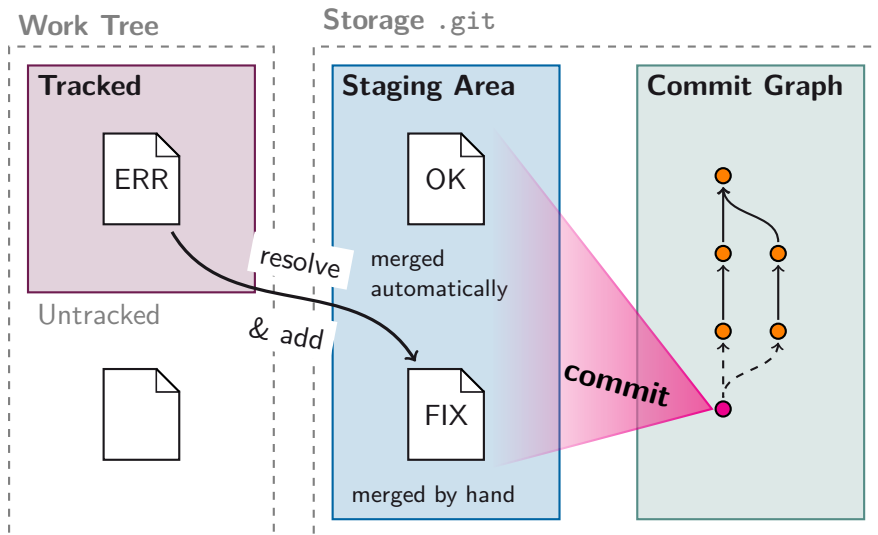 Work Tree
Storage .git
Tracked
Staging Area
Commit Graph
ERR
OK
resolve
& add
merged
automatically
Untracked
commit
FIX
merged by hand